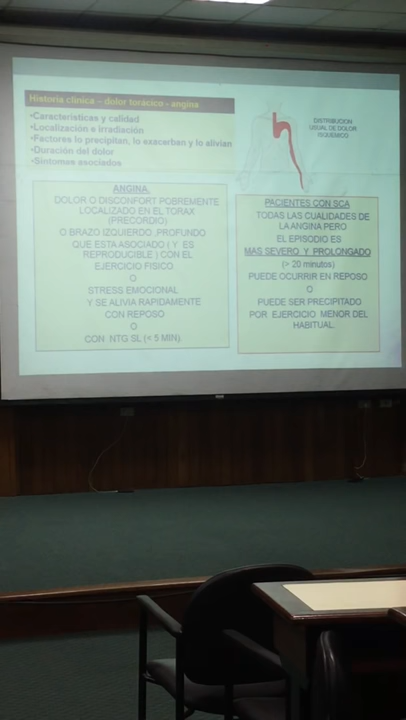 Historia clínica – dolor torácico - angina
•Características y calidad
•Localización e irradiación
•Factores lo precipitan, lo exacerban y lo alivian
•Duración del dolor
•Síntomas asociados
DISTRIBUCION
USUAL DE DOLOR
ISQUEMICO
ANGINA.
DOLOR O DISCONFORT POBREMENTE
LOCALIZADO EN EL TORAX
(PRECORDIO)
O BRAZO IZQUIERDO ,PROFUNDO
QUE ESTA ASOCIADO ( Y ES
REPRODUCIBLE ) CON EL
EJERCICIO FISICO
O
STRESS EMOCIONAL
Y SE ALIVIA RAPIDAMENTE
CON REPOSO
O
CON NTG SL (< 5 MIN).
PACIENTES CON SCA
TODAS LAS CUALIDADES DE
LA ANGINA PERO
EL EPISODIO ES
MAS SEVERO Y PROLONGADO
(> 20 minutos)
PUEDE OCURRIR EN REPOSO
O
PUEDE SER PRECIPITADO
POR EJERCICIO MENOR DEL
HABITUAL.